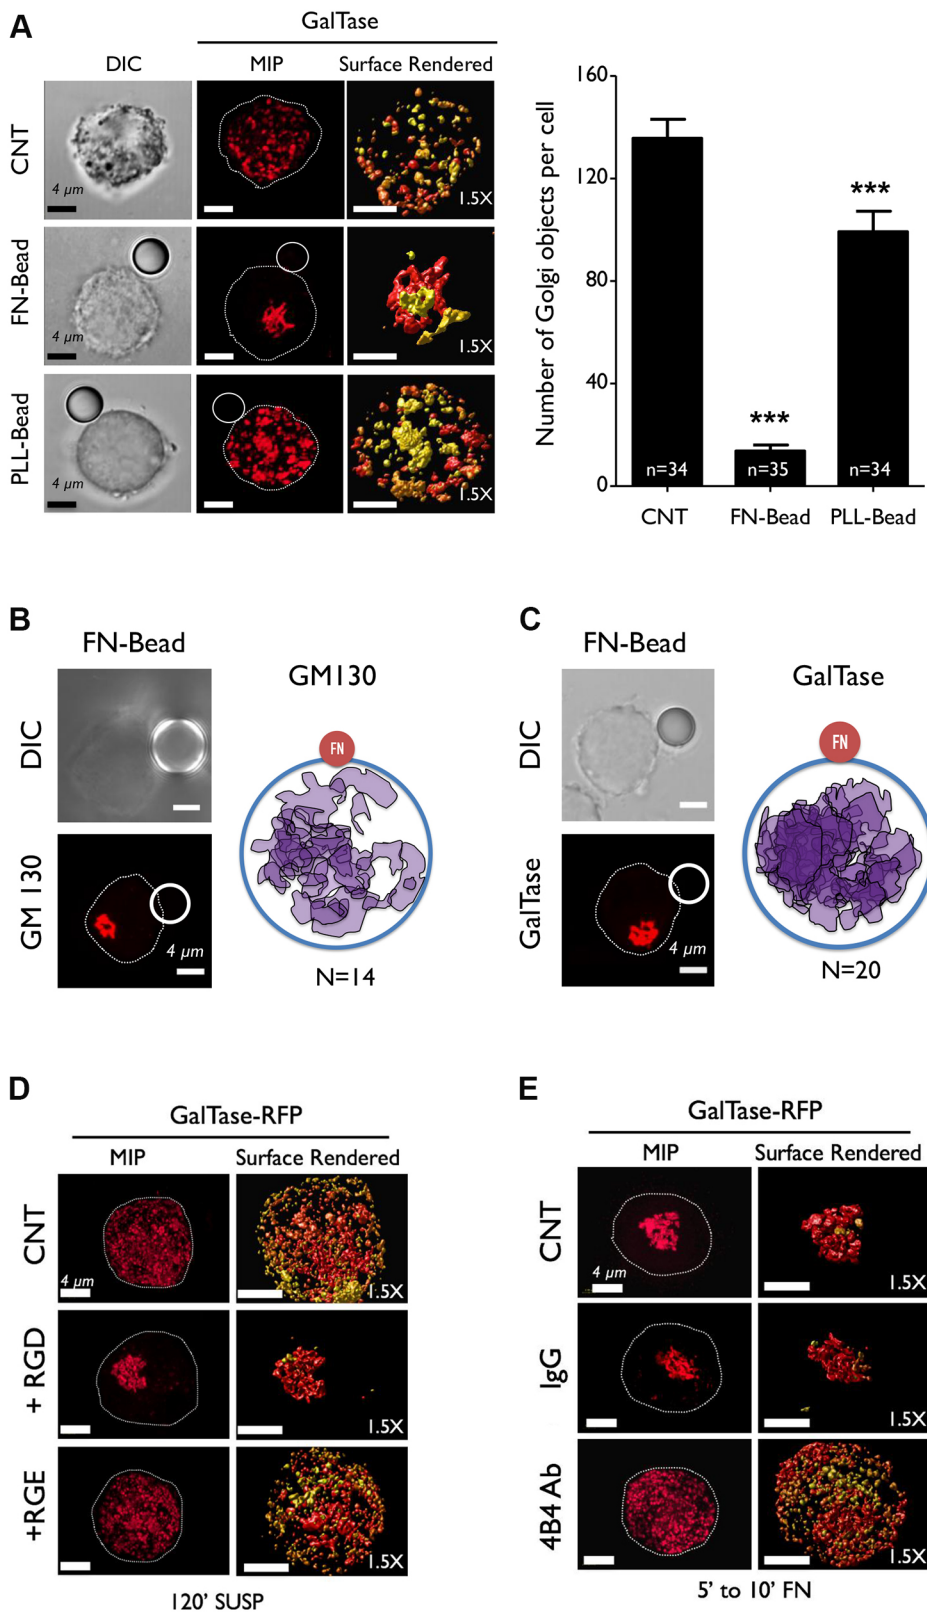 A
GalTase
DIC
MIP
Surface Rendered
CNT
4 µm
1.5X
FN-Bead
4 µm
1.5X
PLL-Bead
4 µm
1.5X
Number of Golgi objects per cell
160
120
80
40
0
***
***
n=34
n=35
n=34
CNT
FN-Bead
PLL-Bead
B
FN-Bead
DIC
GM 130
4 µm
GM130
FN
N=14
C
FN-Bead
DIC
GalTase
4 µm
GalTase
FN
N=20
D
GalTase-RFP
MIP
Surface Rendered
CNT
4 µm
1.5X
+ RGD
1.5X
+RGE
1.5X
120' SUSP
E
GalTase-RFP
MIP
Surface Rendered
CNT
4 µm
1.5X
IgG
1.5X
4B4 Ab
1.5X
5' to 10' FN